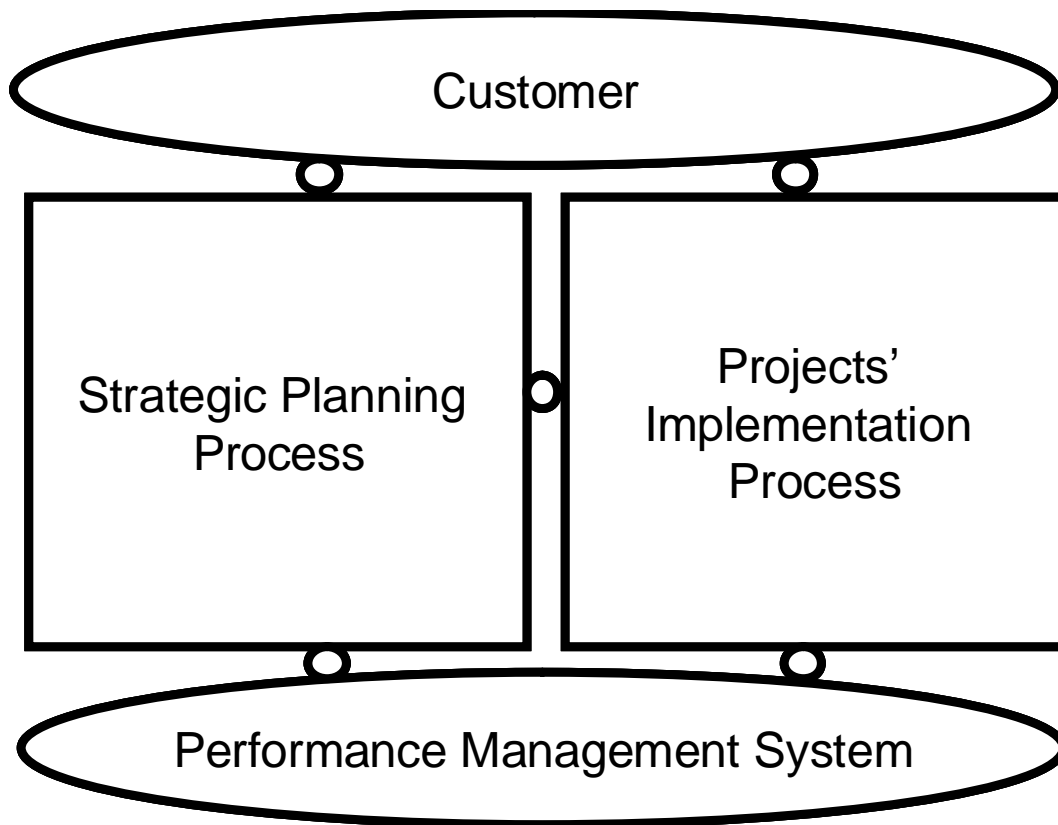 Customer
Strategic Planning
Process
Projects’
Implementation
Process
Performance Management System